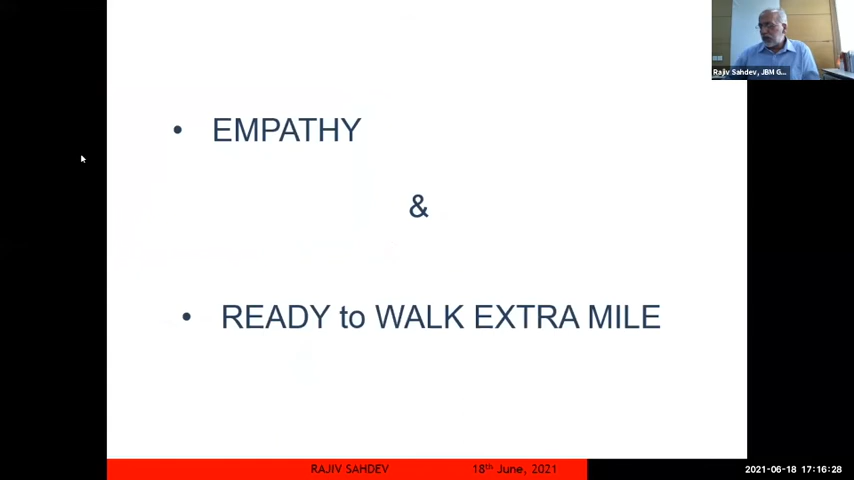 Rajiv Sahdev, JBM G...
• EMPATHY
&
• READY to WALK EXTRA MILE
RAJIV SAHDEV 18th June, 2021
2021-06-18 17:16:28